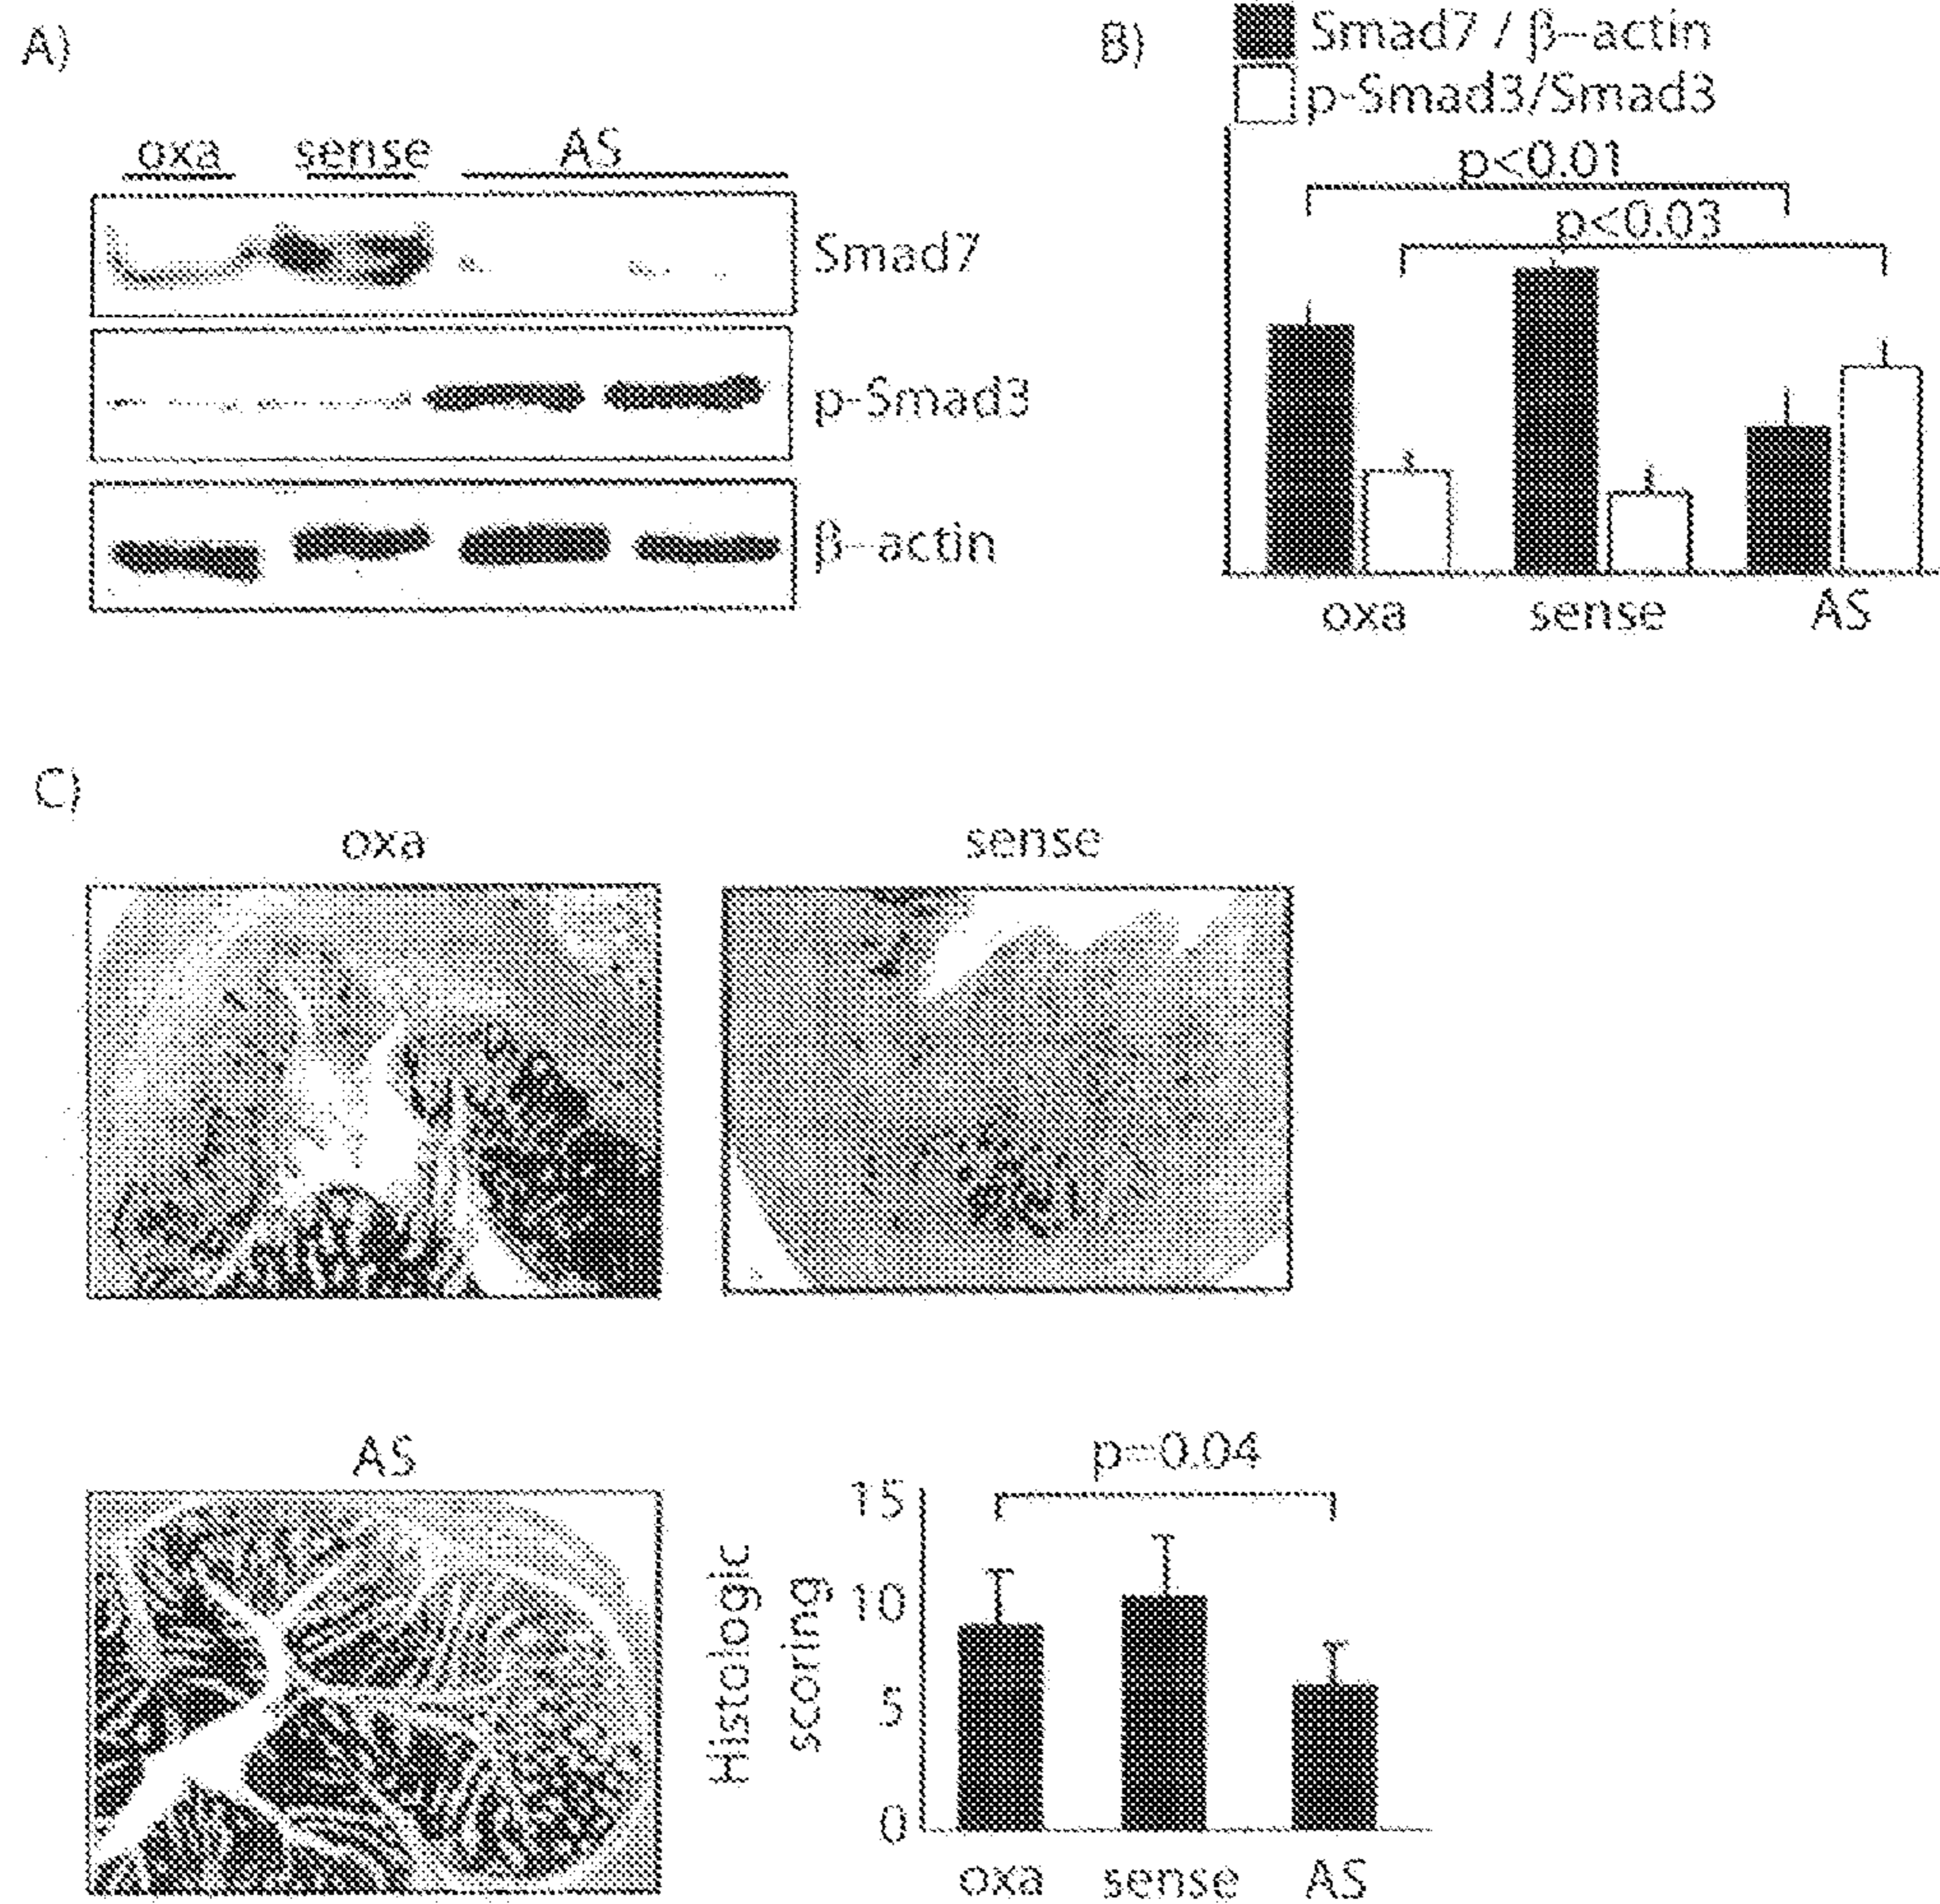 A)
oxa sense AS
Smad7
p-Smad3
β-actin
B)
Smad7 / β-actin
p-Smad3/Smad3
p<0.01
p<0.03
oxa sense AS
C)
oxa sense
AS
p=0.04
Histologic
scoring
15
10
5
0
oxa sense AS